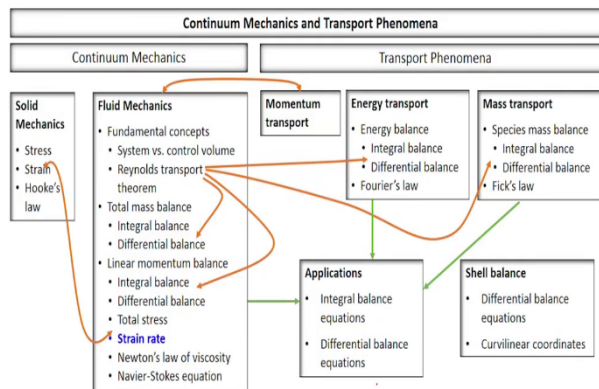 Continuum Mechanics and Transport Phenomena
Continuum Mechanics
Transport Phenomena
Solid
Mechanics
• Stress
• Strain
• Hooke's
law
Fluid Mechanics
• Fundamental concepts
• System vs. control volume
• Reynolds transport
theorem
• Total mass balance
• Integral balance
• Differential balance
• Linear momentum balance
• Integral balance
• Differential balance
• Total stress
• Strain rate
• Newton's law of viscosity
• Navier-Stokes equation
Momentum
transport
Energy transport
• Energy balance
• Integral balance
• Differential balance
• Fourier's law
Mass transport
• Species mass balance
• Integral balance
• Differential balance
• Fick's law
Applications
• Integral balance
equations
• Differential balance
equations
Shell balance
• Differential balance
equations
• Curvilinear coordinates